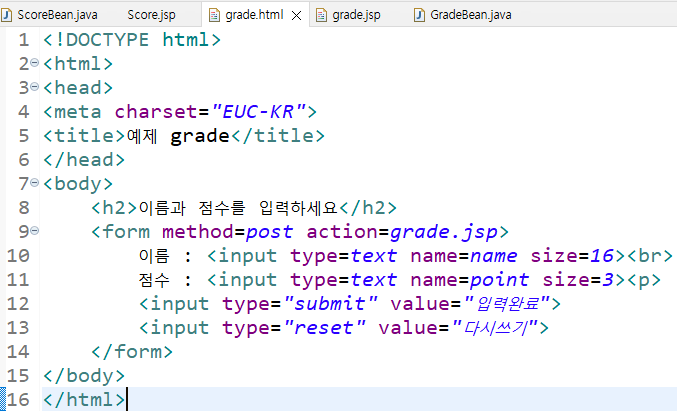 ScoreBean.java Score.jsp grade.html grade.jsp GradeBean.java
1 <!DOCTYPE html>
2 <html>
3 <head>
4 <meta charset="EUC-KR">
5 <title>예제 grade</title>
6 </head>
7 <body>
8 <h2>이름과 점수를 입력하세요</h2>
9 <form method=post action=grade.jsp>
10 이름 : <input type=text name=name size=16><br>
11 점수 : <input type=text name=point size=3><p>
12 <input type="submit" value="입력완료">
13 <input type="reset" value="다시쓰기">
14 </form>
15 </body>
16 </html>